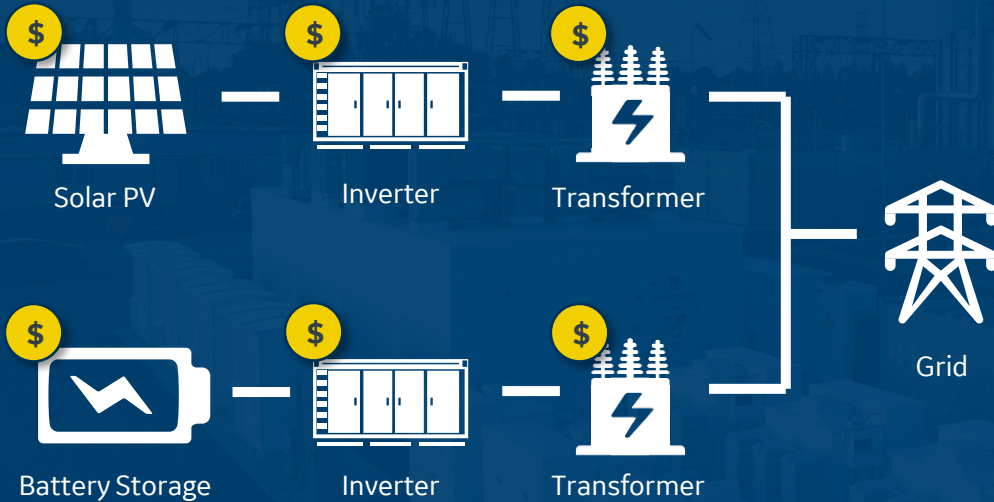 $ $ $
Solar PV Inverter Transformer
$ $ $
Grid
Battery Storage Inverter Transformer